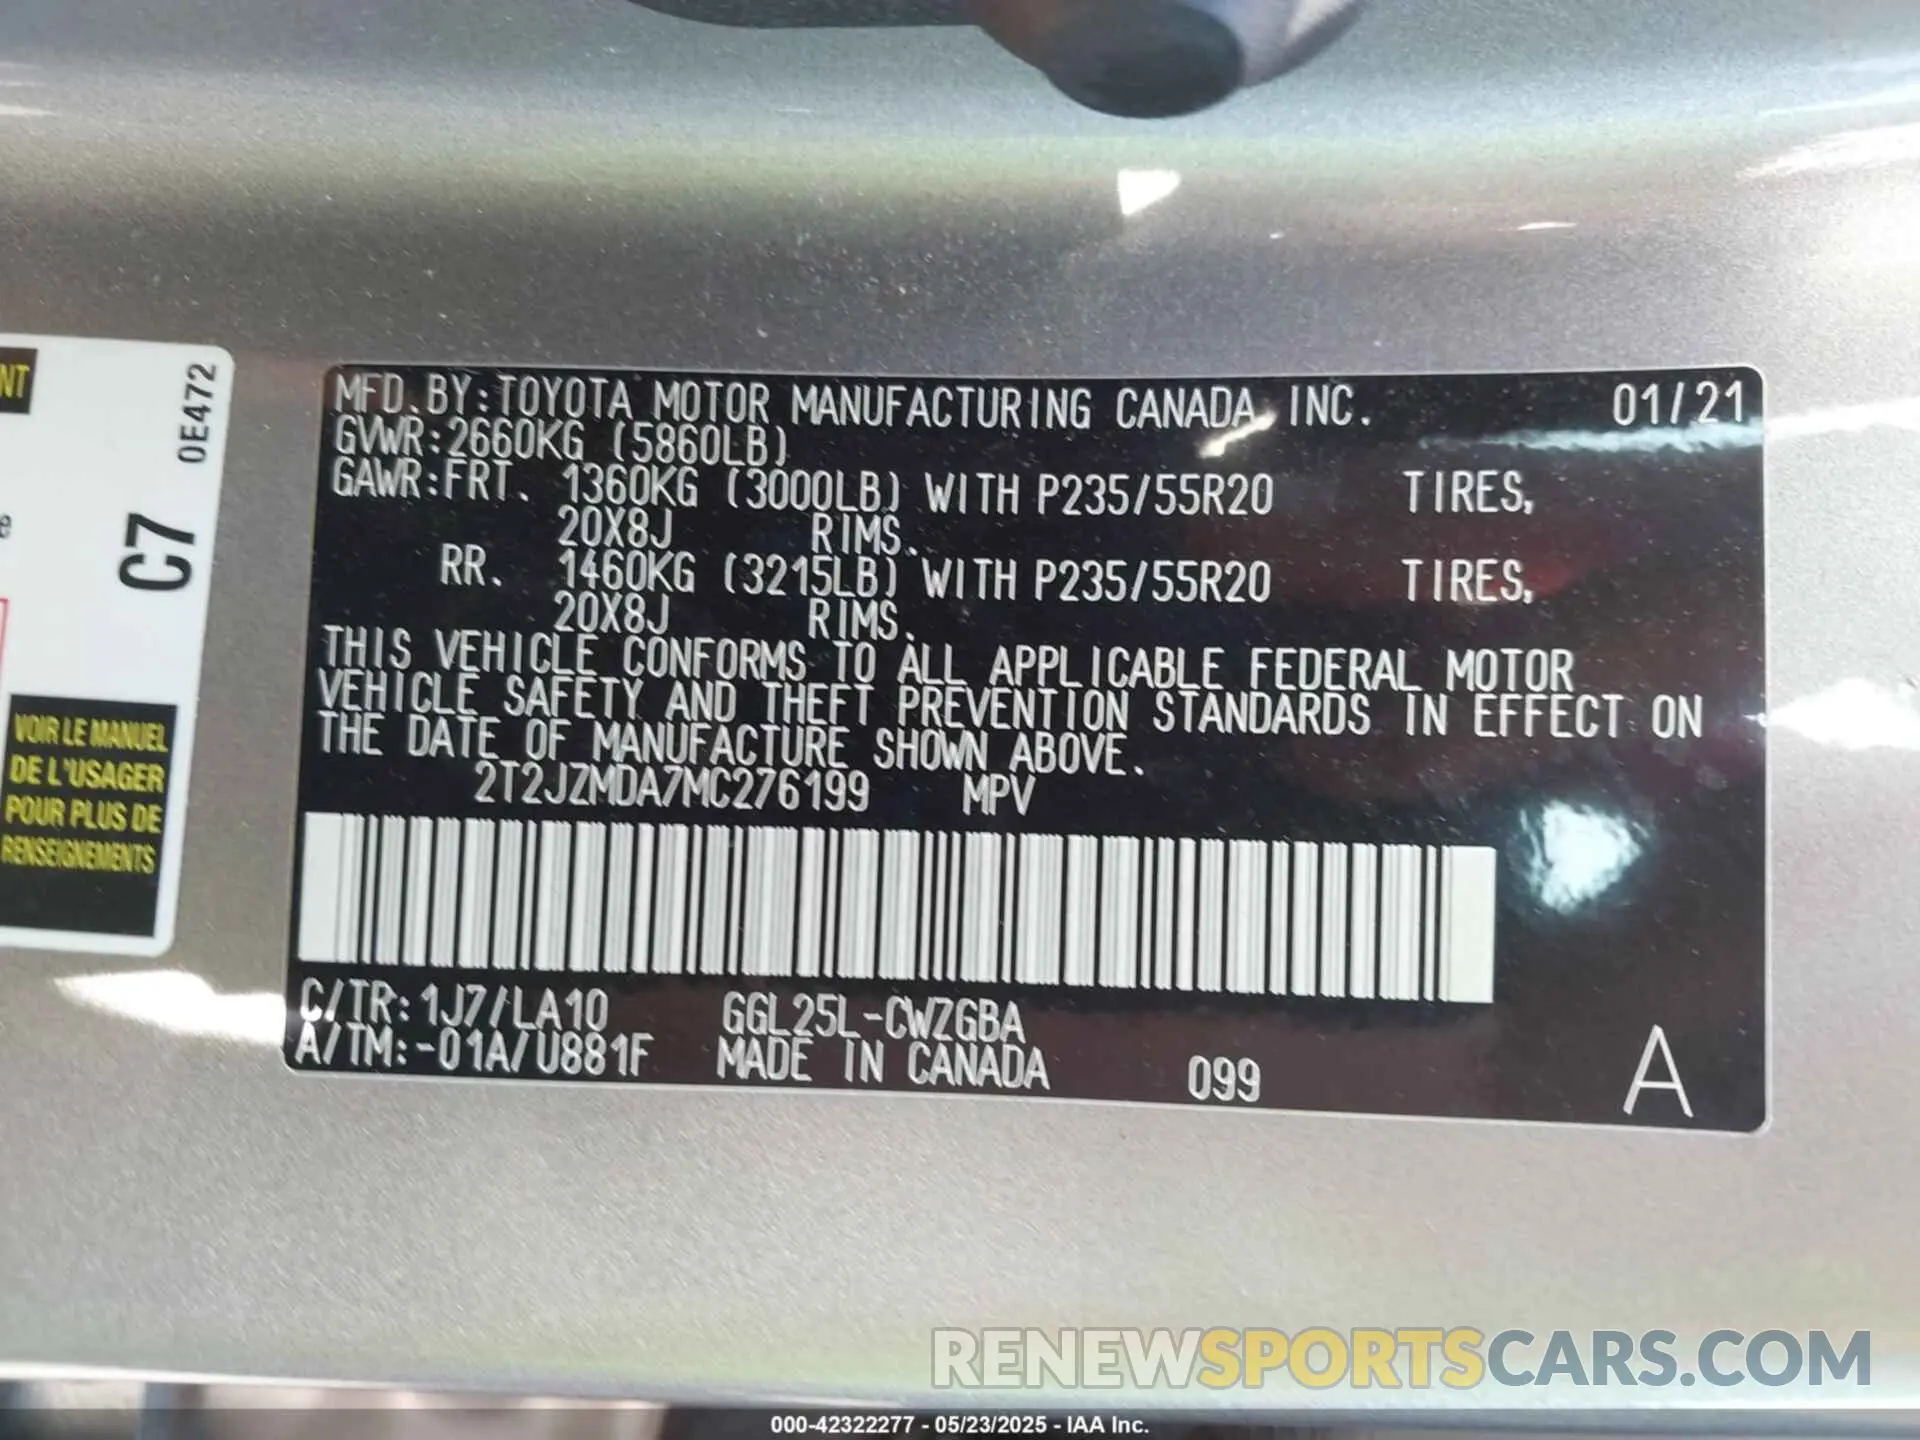 NT
0E472
C7
e
VOIR LE MANUEL
DE L'USAGER
POUR PLUS DE
RENSEIGNEMENTS
MFD.BY:TOYOTA MOTOR MANUFACTURING CANADA, INC. 01/21
GVWR:2660KG (5860LB)
GAWR:FRT. 1360KG (3000LB) WITH P235/55R20 TIRES,
20X8J RIMS.
RR. 1460KG (3215LB) WITH P235/55R20 TIRES,
20X8J RIMS.
THIS VEHICLE CONFORMS TO ALL APPLICABLE FEDERAL MOTOR
VEHICLE SAFETY AND THEFT PREVENTION STANDARDS IN EFFECT ON
THE DATE OF MANUFACTURE SHOWN ABOVE.
2T2JZMDA7MC276199 MPV
C/TR:1J7/LA10 GGL25L-CWZGBA
A/TM:-01A/U881F MADE IN CANADA 099 A
RENEWSPORTSCARS.COM
000-42322277 - 05/23/2025 - IAA Inc.